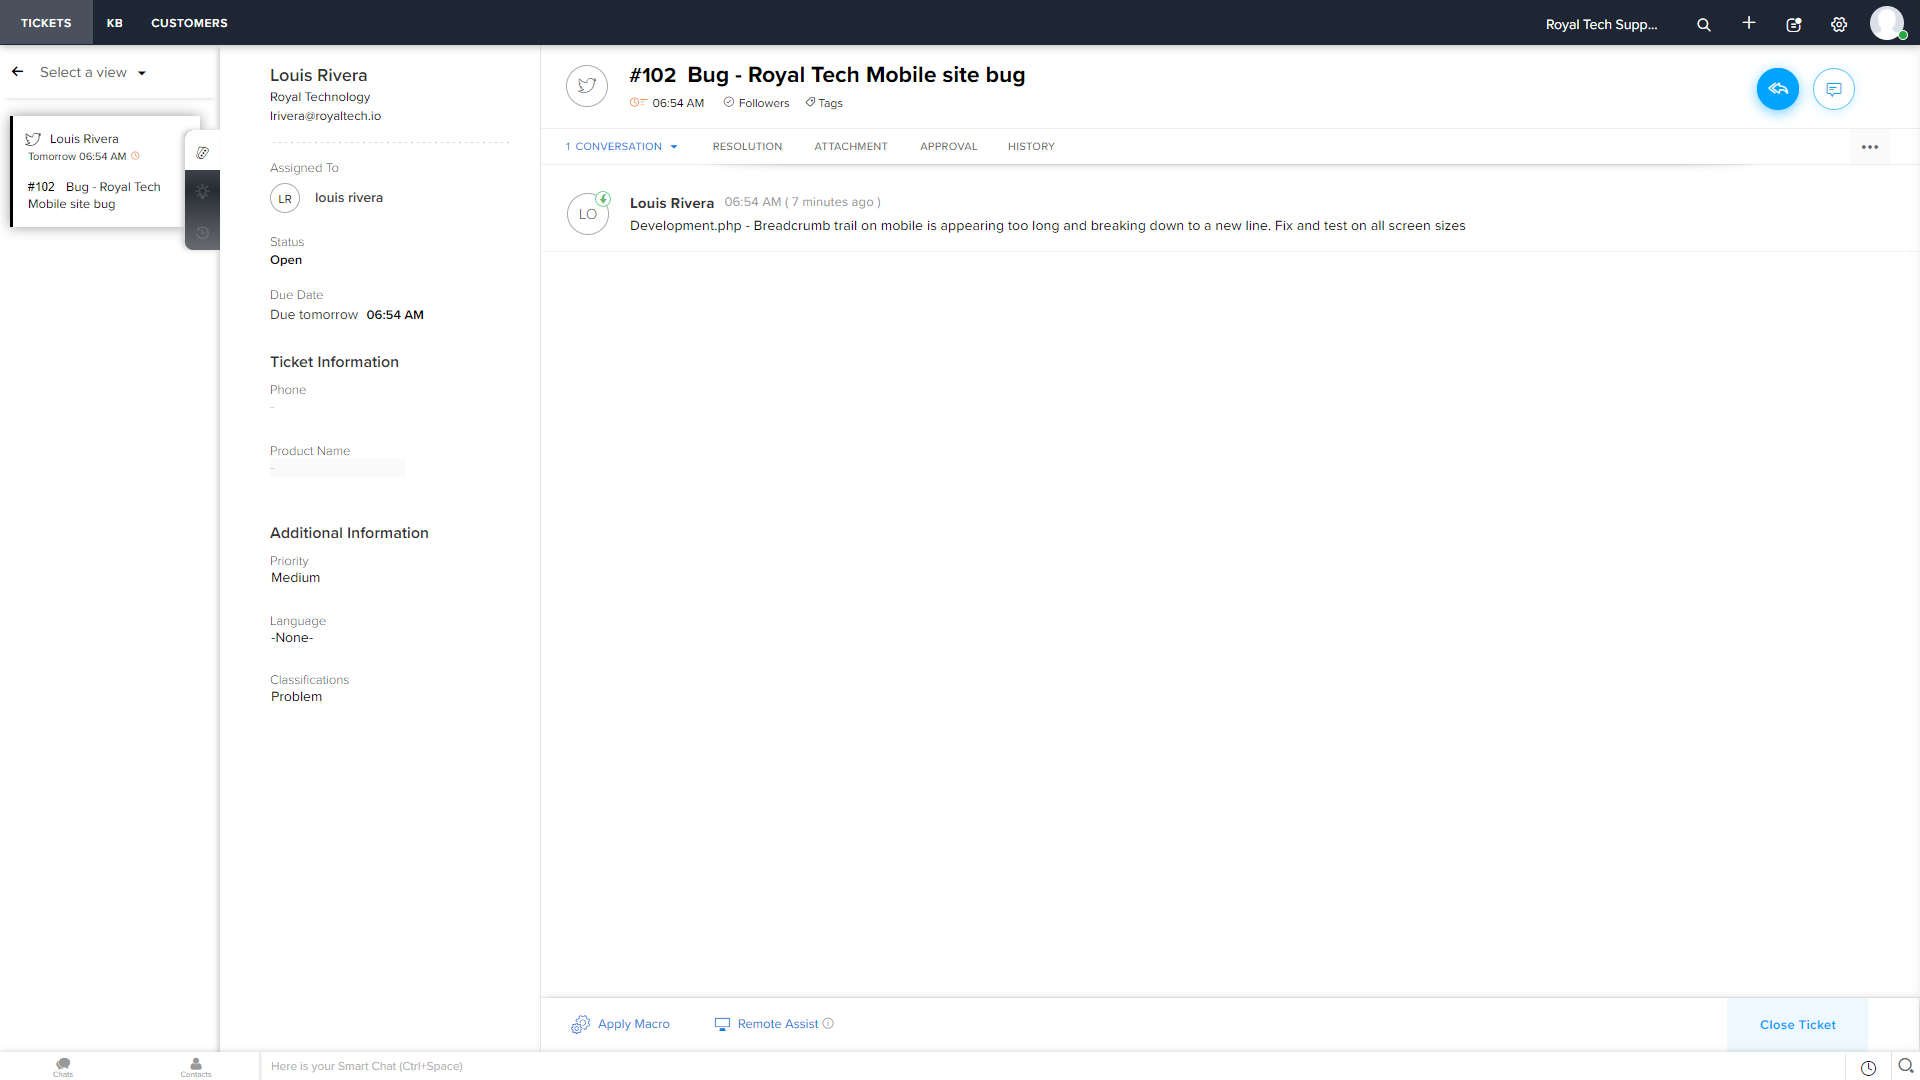 TICKETS KB CUSTOMERS Royal Tech Supp...
Select a view
Louis Rivera
Tomorrow 06:54 AM
#102 Bug - Royal Tech
Mobile site bug
Louis Rivera
Royal Technology
lrivera@royaltech.io
Assigned To
LR louis rivera
Status
Open
Due Date
Due tomorrow 06:54 AM
Ticket Information
Phone
-
Product Name
-
Additional Information
Priority
Medium
Language
-None-
Classifications
Problem
#102 Bug - Royal Tech Mobile site bug
06:54 AM Followers Tags
1 CONVERSATION RESOLUTION ATTACHMENT APPROVAL HISTORY
LO Louis Rivera 06:54 AM ( 7 minutes ago )
Development.php - Breadcrumb trail on mobile is appearing too long and breaking down to a new line. Fix and test on all screen sizes
Apply Macro Remote Assist Close Ticket
Chats Contacts Here is your Smart Chat (Ctrl+Space)